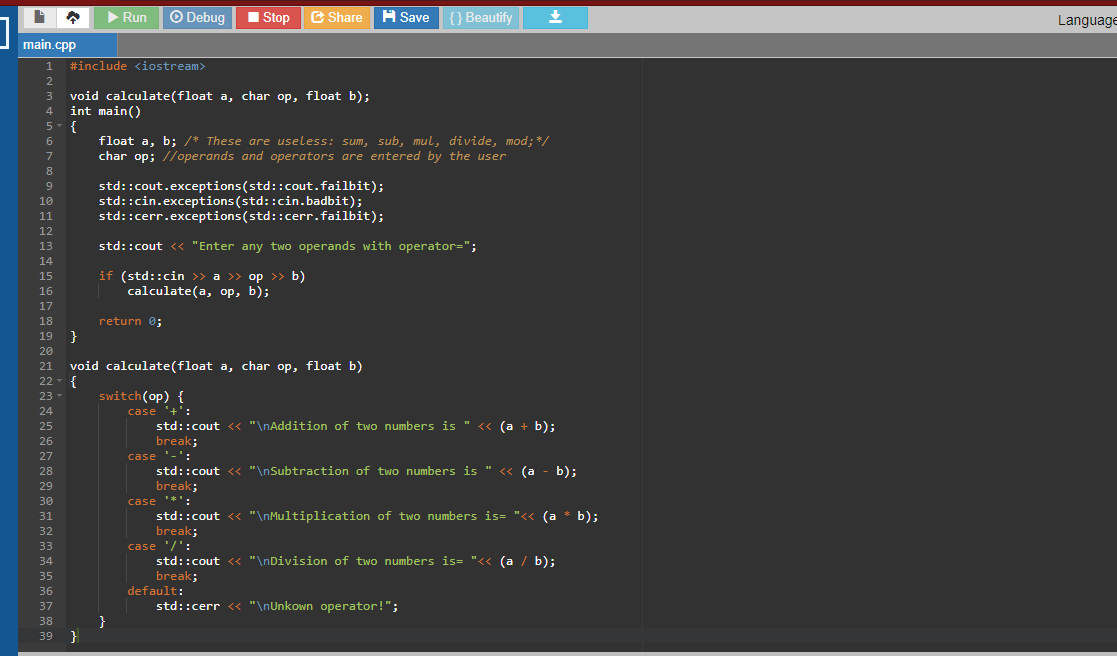 Run Debug Stop Share Save { } Beautify Language
main.cpp
1 #include <iostream>
2
3 void calculate(float a, char op, float b);
4 int main()
5 {
6     float a, b; /* These are useless: sum, sub, mul, divide, mod;*/
7     char op; //operands and operators are entered by the user
8
9     std::cout.exceptions(std::cout.failbit);
10     std::cin.exceptions(std::cin.badbit);
11     std::cerr.exceptions(std::cerr.failbit);
12
13     std::cout << "Enter any two operands with operator=";
14
15     if (std::cin >> a >> op >> b)
16         calculate(a, op, b);
17
18     return 0;
19 }
20
21 void calculate(float a, char op, float b)
22 {
23     switch(op) {
24         case '+':
25             std::cout << "\nAddition of two numbers is " << (a + b);
26             break;
27         case '-':
28             std::cout << "\nSubtraction of two numbers is " << (a - b);
29             break;
30         case '*':
31             std::cout << "\nMultiplication of two numbers is= "<< (a * b);
32             break;
33         case '/':
34             std::cout << "\nDivision of two numbers is= "<< (a / b);
35             break;
36         default:
37             std::cerr << "\nUnkown operator!";
38     }
39 }